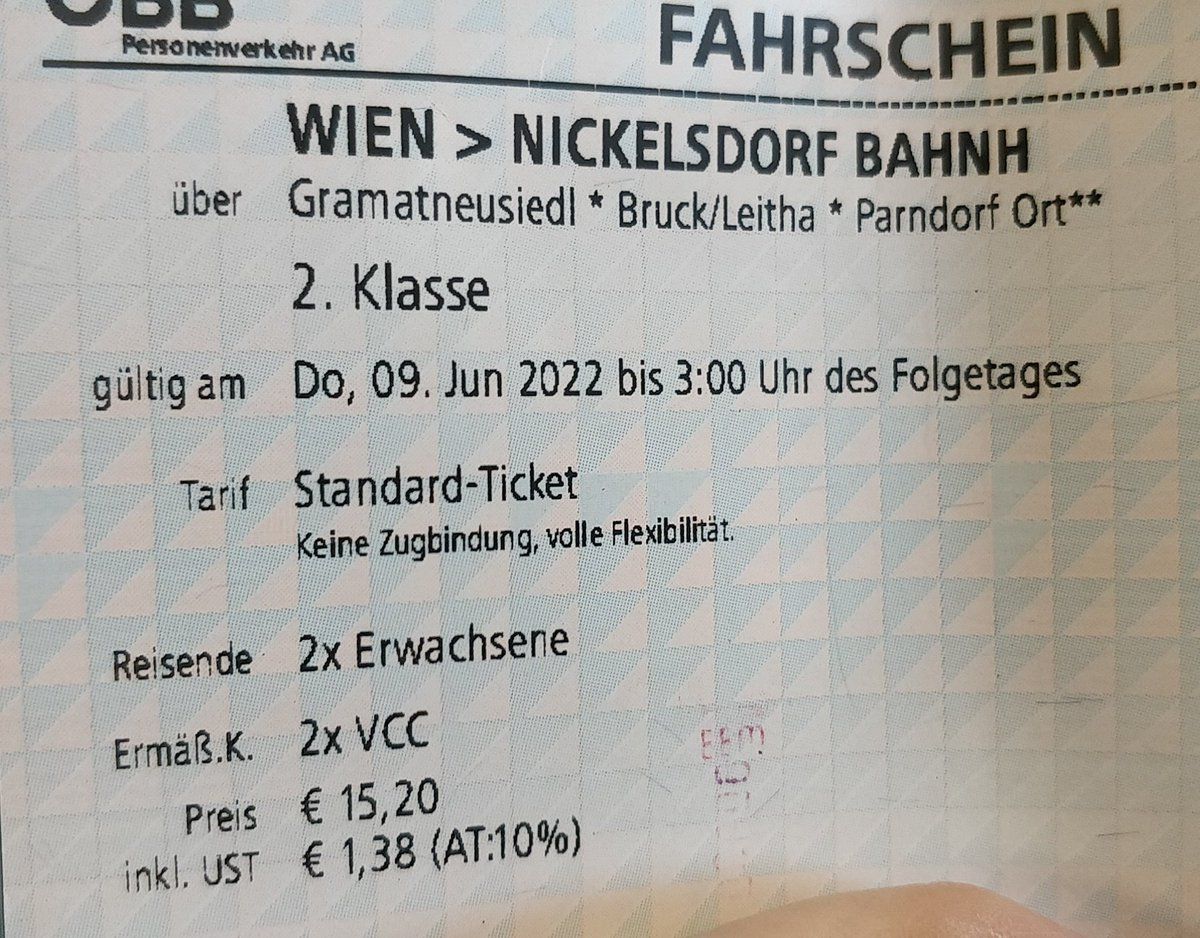 ÖBB
Personenverkehr AG
FAHRSCHEIN
WIEN > NICKELSDORF BAHNH
über Gramatneusiedl * Bruck/Leitha * Parndorf Ort**
2. Klasse
gültig am Do, 09. Jun 2022 bis 3:00 Uhr des Folgetages
Tarif Standard-Ticket
Keine Zugbindung, volle Flexibilität.
Reisende 2x Erwachsene
Ermäß.K. 2x VCC
Preis € 15,20
inkl. UST € 1,38 (AT:10%)